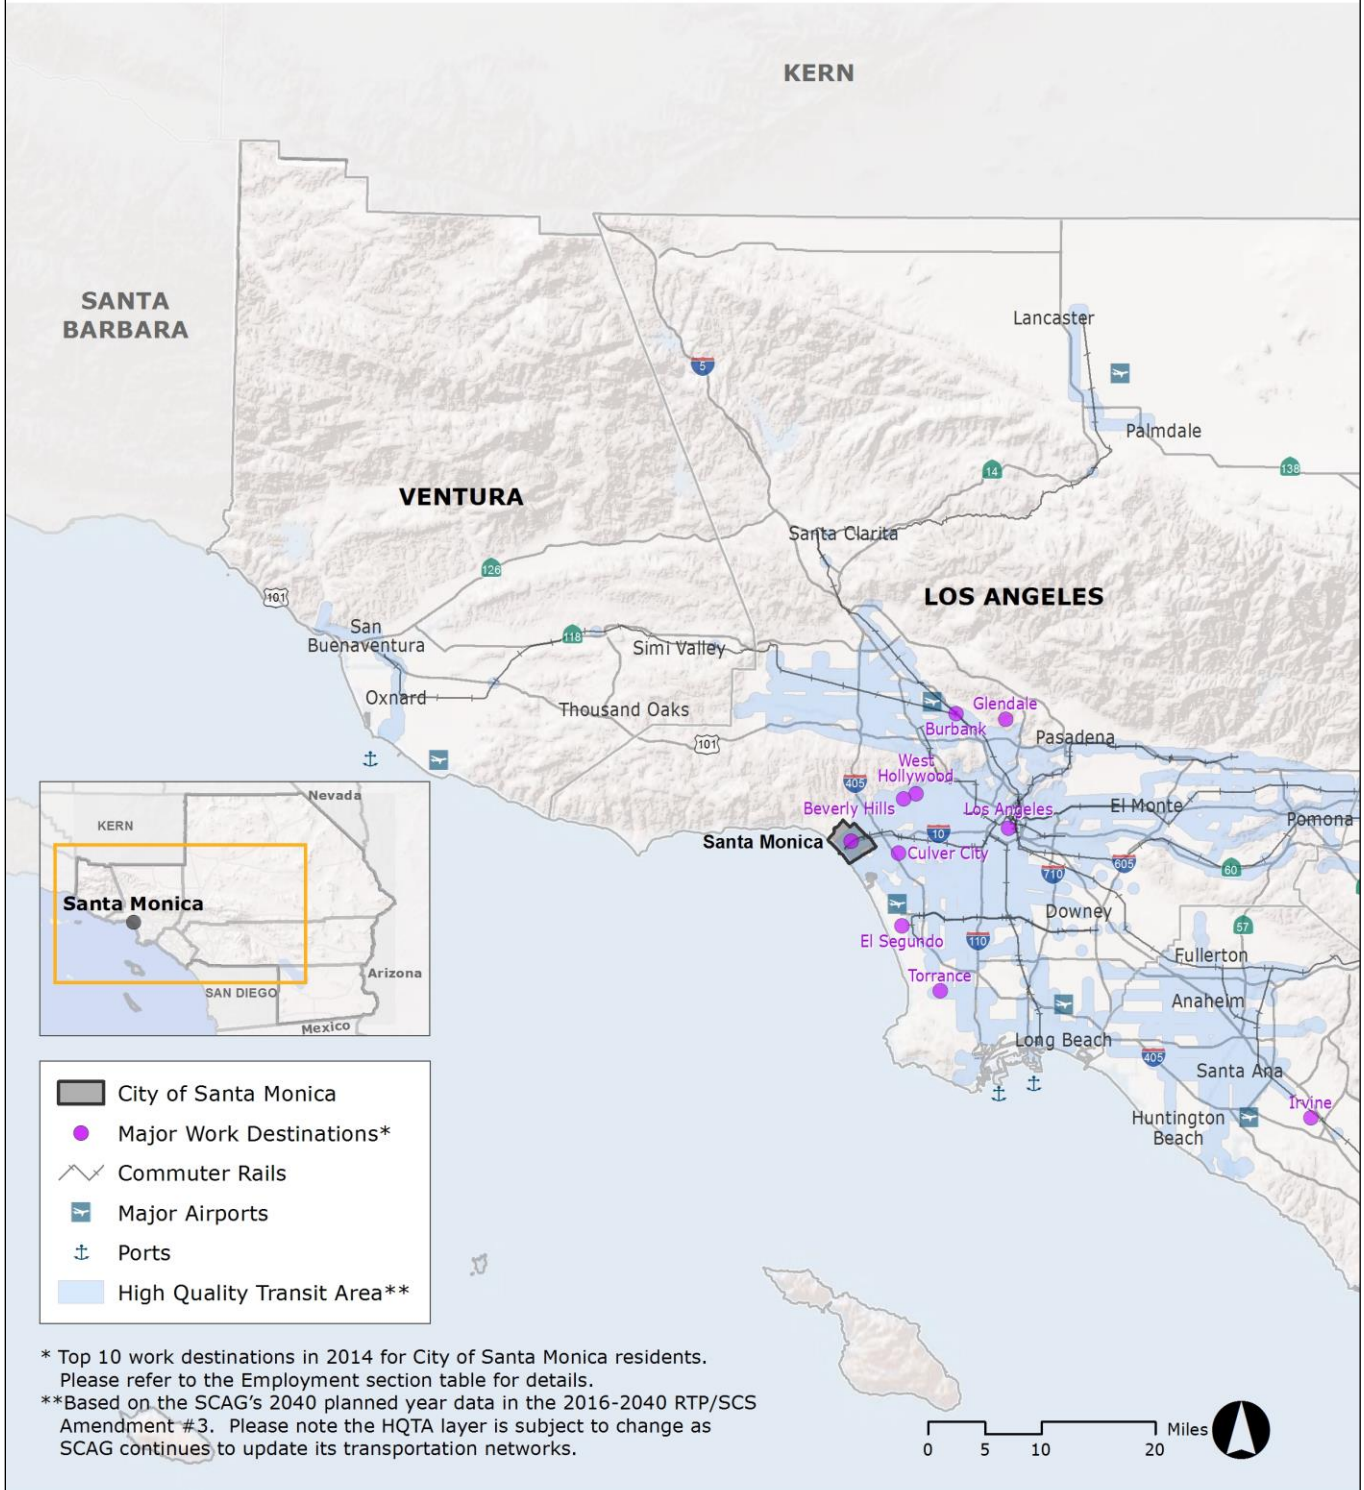 KERN
SANTA
BARBARA
Lancaster
5
Palmdale
14
138
VENTURA
Santa Clarita
126
LOS ANGELES
101
San
Buenaventura
118
Simi Valley
Oxnard
Thousand Oaks
Glendale
Burbank
Pasadena
101
West
Hollywood
405
Beverly Hills
Los Angeles
El Monte
Pomona
Santa Monica
10
Culver City
605
60
710
Downey
57
El Segundo
110
Fullerton
Torrance
Anaheim
Long Beach
405
Santa Ana
Irvine
Huntington
Beach
Nevada
KERN
Santa Monica
Arizona
SAN DIEGO
Mexico
City of Santa Monica
Major Work Destinations*
Commuter Rails
Major Airports
Ports
High Quality Transit Area**
* Top 10 work destinations in 2014 for City of Santa Monica residents.
Please refer to the Employment section table for details.
**Based on the SCAG's 2040 planned year data in the 2016-2040 RTP/SCS
Amendment #3. Please note the HQTA layer is subject to change as
SCAG continues to update its transportation networks.
Miles
0 5 10 20